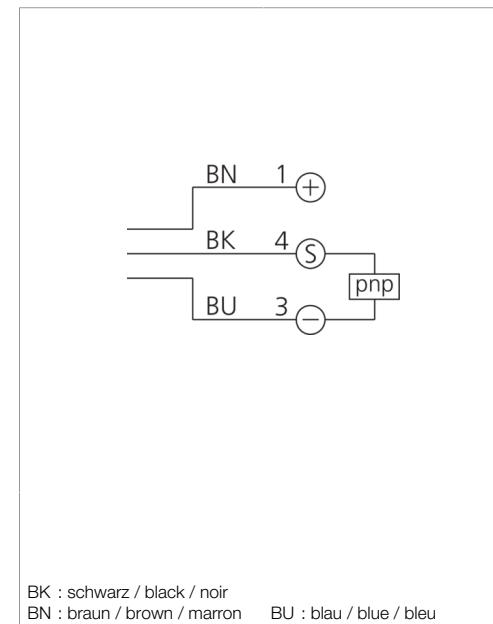 BN 1 +
BK 4 S
pnp
BU 3 −
BK : schwarz / black / noir
BN : braun / brown / marron BU : blau / blue / bleu